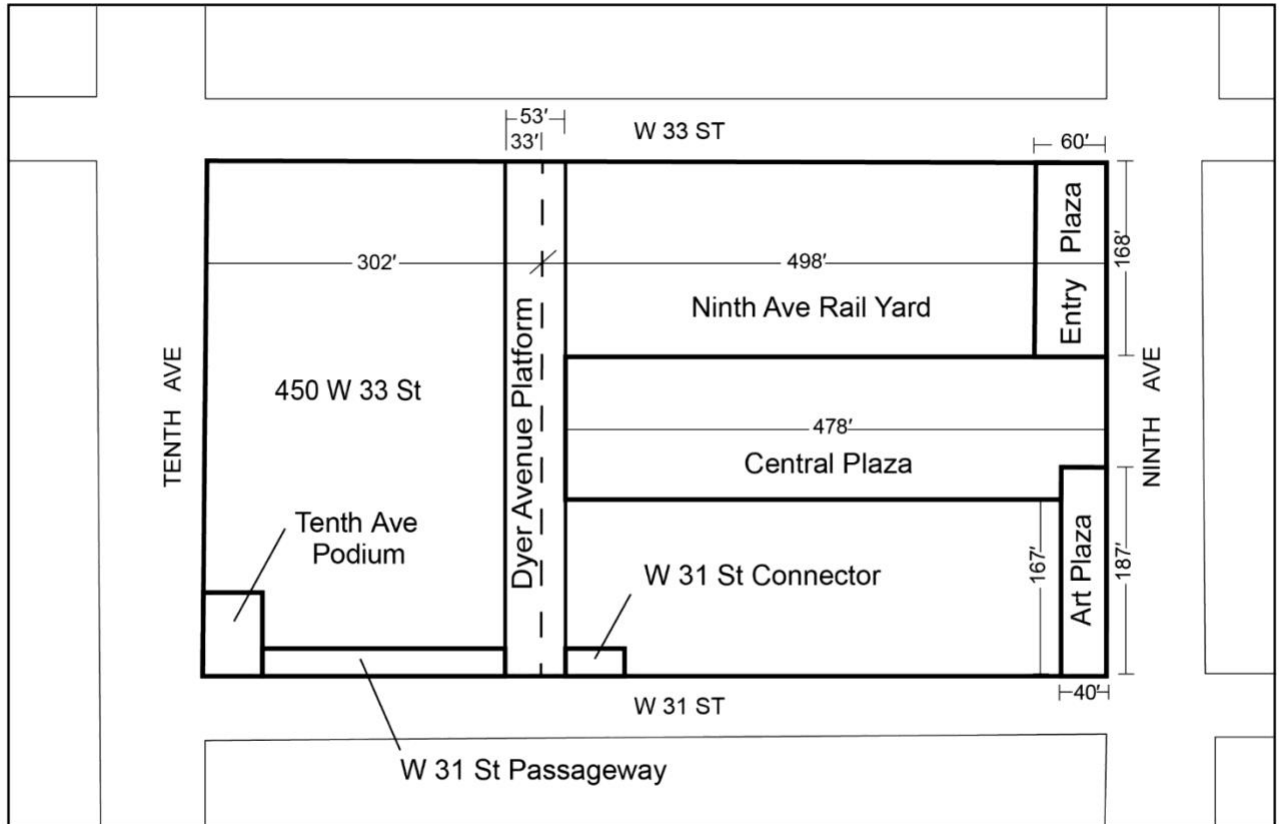 53'
33'
W 33 ST
60'
Entry Plaza
168'
302'
498'
Ninth Ave Rail Yard
TENTH AVE
450 W 33 St
Dyer Avenue Platform
478'
Central Plaza
NINTH AVE
Tenth Ave
Podium
W 31 St Connector
167'
Art Plaza
187'
40'
W 31 ST
W 31 St Passageway